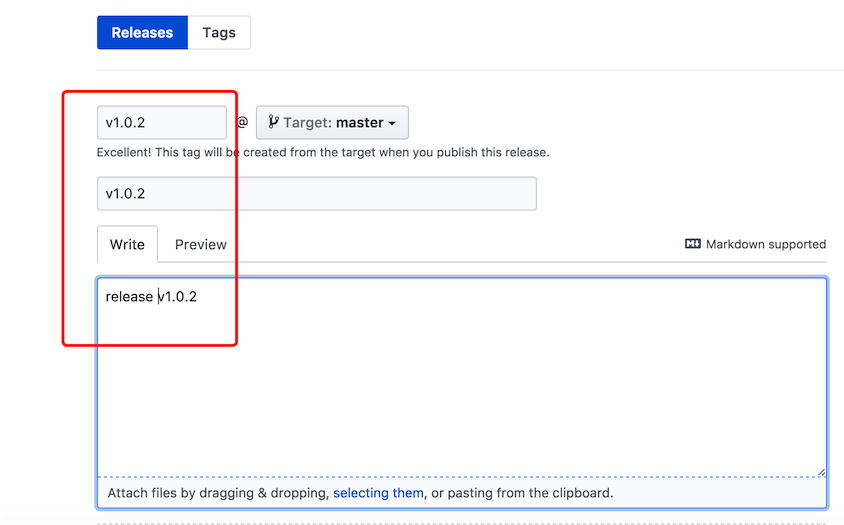 Releases Tags
v1.0.2 @ Target: master
Excellent! This tag will be created from the target when you publish this release.
v1.0.2
Write Preview Markdown supported
release v1.0.2
Attach files by dragging & dropping, selecting them, or pasting from the clipboard.